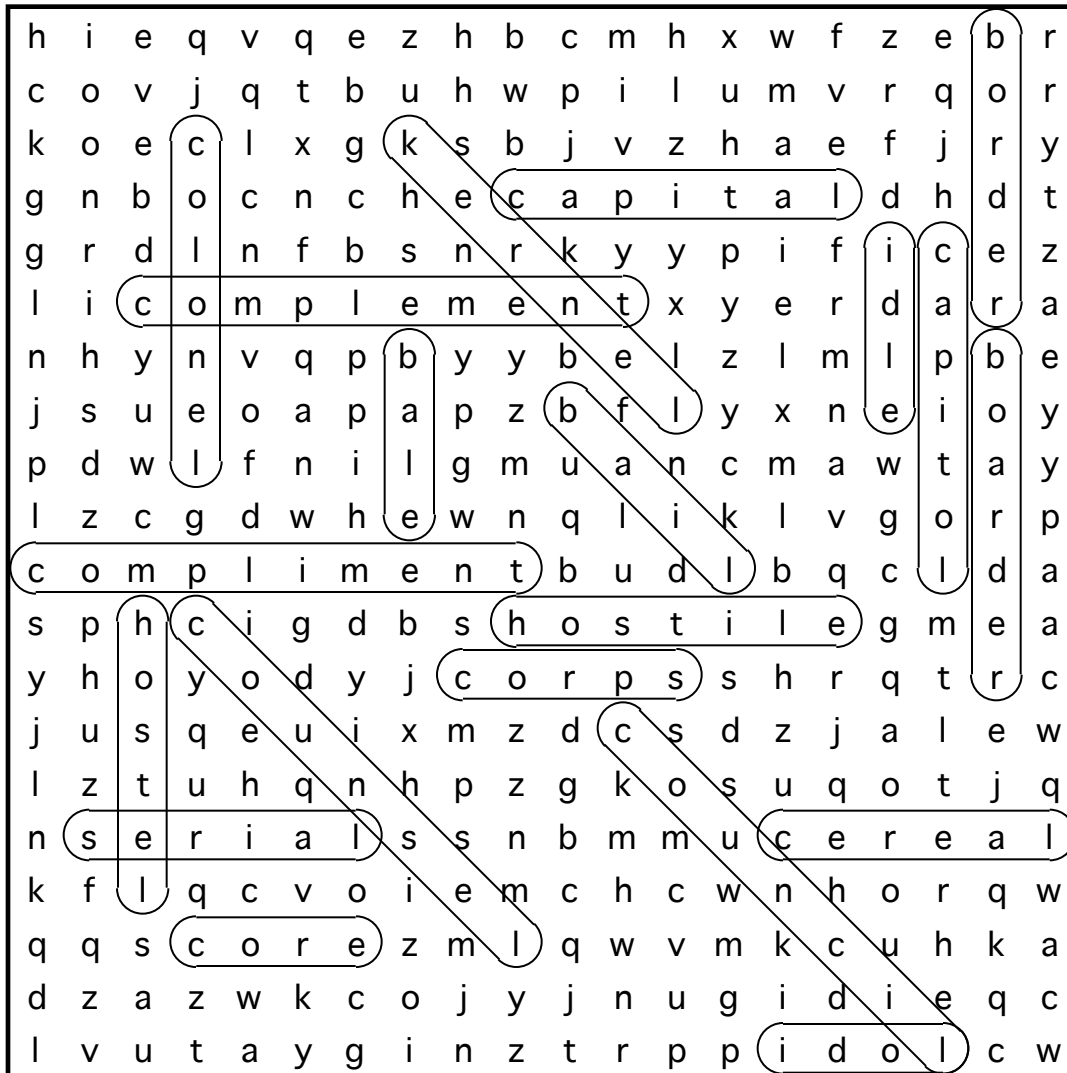 h i e q v q e z h b c m h x w f z e b r
c o v j q t b u h w p i l u m v r q o r
k o e c l x g k s b j v z h a e f j r y
g n b o c n c h e c a p i t a l d h d t
g r d l n f b s n r k y y p i f i c e z
l i c o m p l e m e n t x y e r d a r a
n h y n v q p b y y b e l z l m l p b e
j s u e o a p a p z b f l y x n e i o y
p d w l f n i l g m u a n c m a w t a y
l z c g d w h e w n q l i k l v g o r p
c o m p l i m e n t b u d l b q c l d a
s p h c i g d b s h o s t i l e g m e a
y h o y o d y j c o r p s s h r q t r c
j u s q e u i x m z d c s d z j a l e w
l z t u h q n h p z g k o s u q o t j q
n s e r i a l s s n b m m u c e r e a l
k f l q c v o i e m c h c w n h o r q w
q q s c o r e z m l q w v m k c u h k a
d z a z w k c o j y j n u g i d i e q c
l v u t a y g i n z t r p p i d o l c w